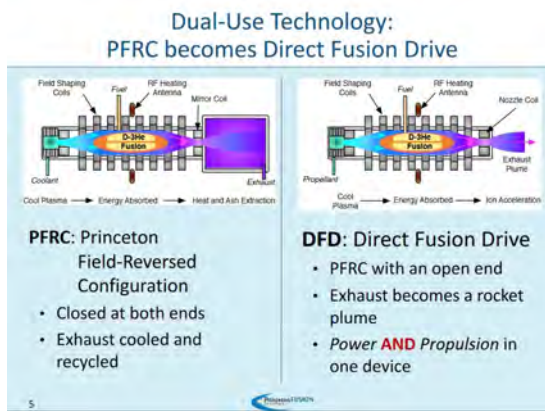 Dual-Use Technology:
PFRC becomes Direct Fusion Drive
Field Shaping
Coils
Fuel
RF Heating
Antenna
Mirror Coil
D-3He
Fusion
Coolant
Exhaust
Cool Plasma
Energy Absorbed
Heat and Ash Extraction
PFRC: Princeton
Field-Reversed
Configuration
• Closed at both ends
• Exhaust cooled and
recycled
Field Shaping
Coils
Fuel
RF Heating
Antenna
Nozzle Coil
D-3He
Fusion
Exhaust
Plume
Propellant
Cool
Plasma
Energy Absorbed
Ion Acceleration
DFD: Direct Fusion Drive
• PFRC with an open end
• Exhaust becomes a rocket
plume
• Power AND Propulsion in
one device
5